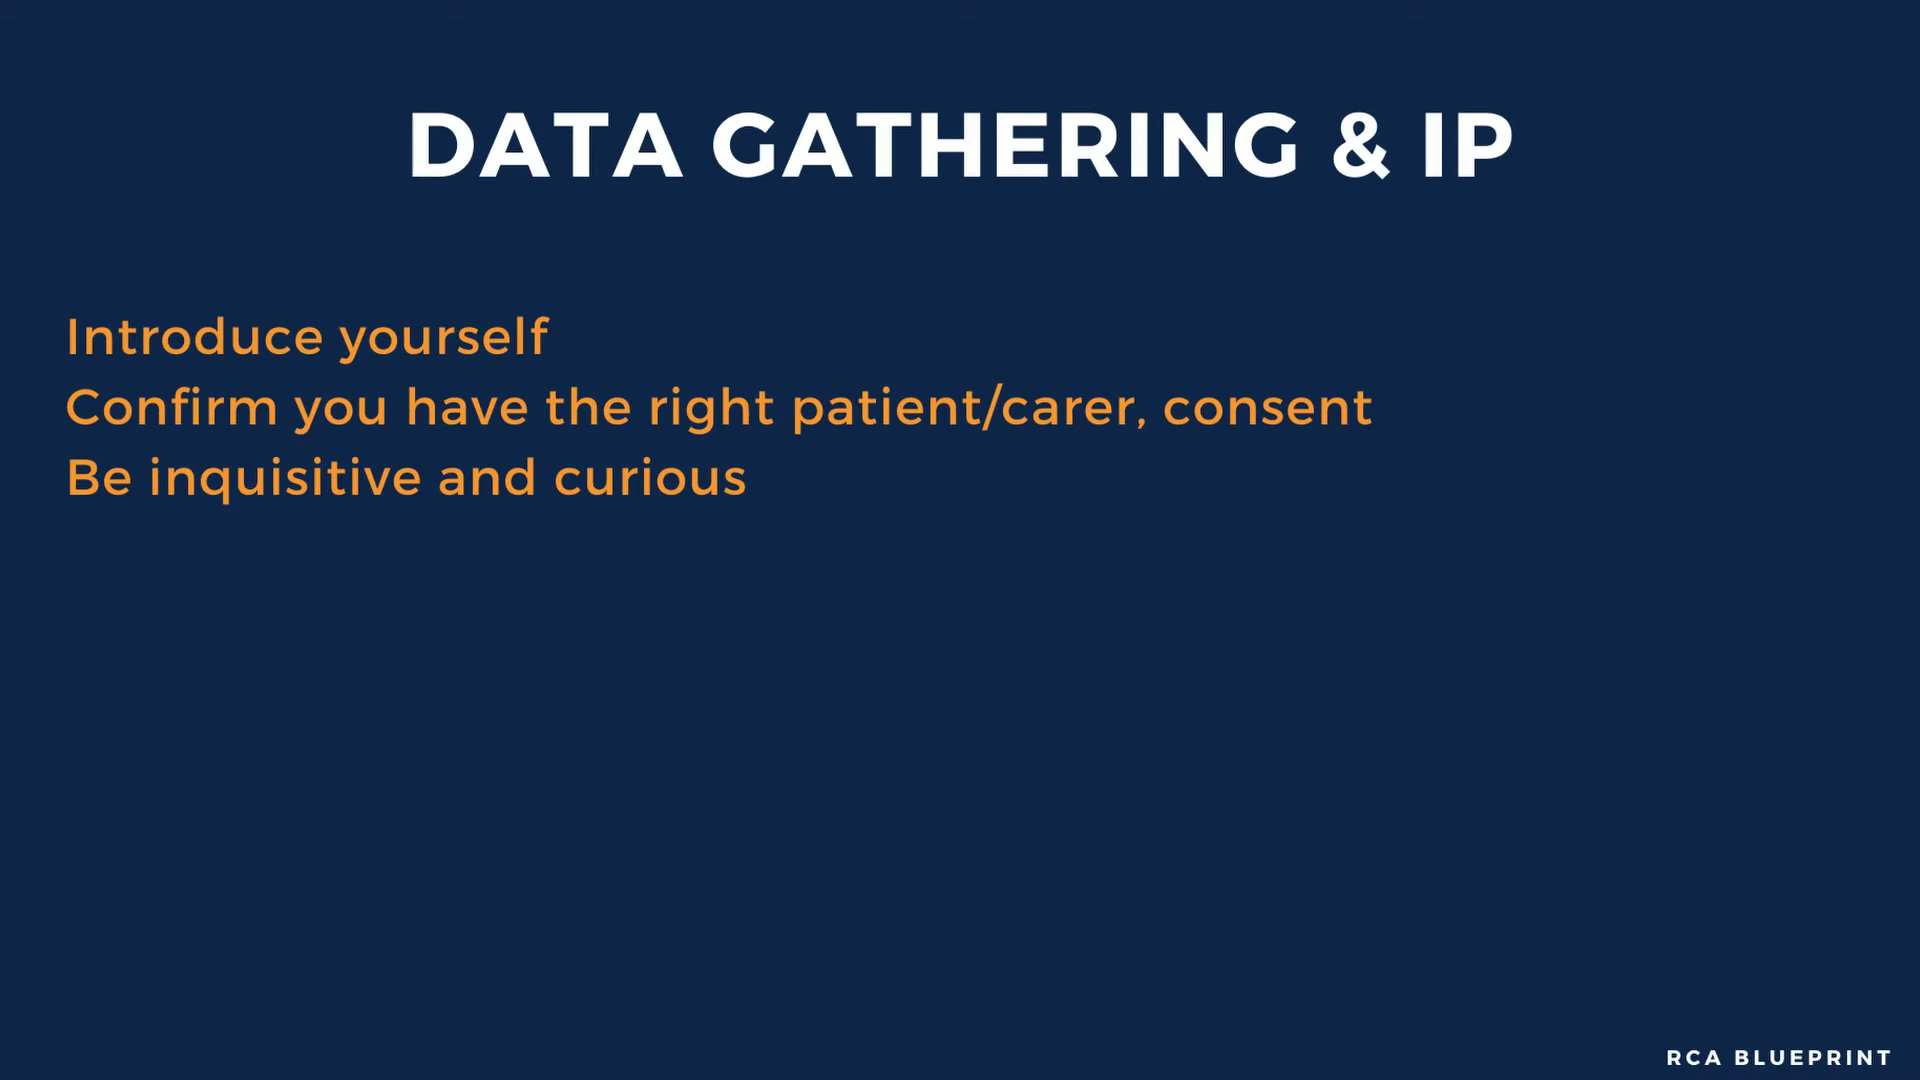 DATA GATHERING & IP
Introduce yourself
Confirm you have the right patient/carer, consent
Be inquisitive and curious
RCA BLUEPRINT